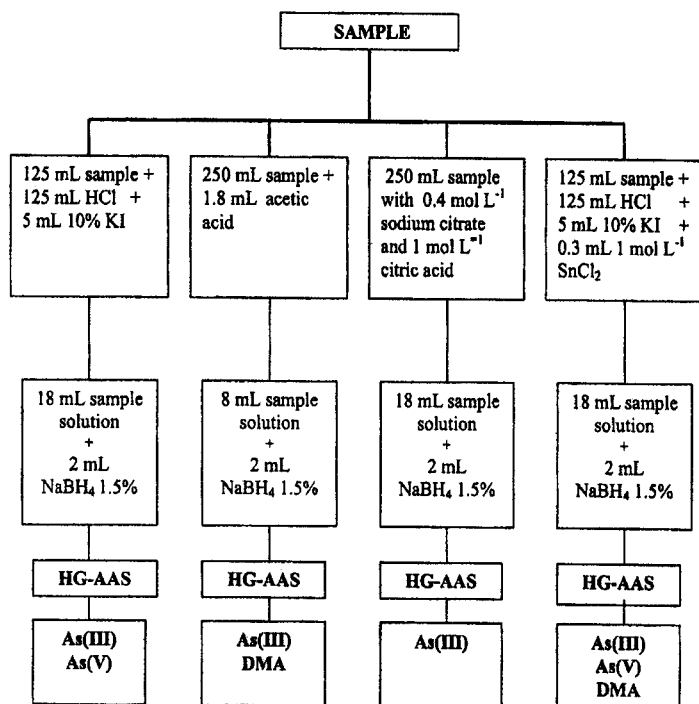 SAMPLE
125 mL sample +
125 mL HCl +
5 mL 10% KI
250 mL sample +
1.8 mL acetic
acid
250 mL sample
with 0.4 mol L⁻¹
sodium citrate
and 1 mol L⁻¹
citric acid
125 mL sample +
125 mL HCl +
5 mL 10% KI +
0.3 mL 1 mol L⁻¹
SnCl₂
18 mL sample
solution
+
2 mL
NaBH₄ 1.5%
8 mL sample
solution
+
2 mL
NaBH₄ 1.5%
18 mL sample
solution
+
2 mL
NaBH₄ 1.5%
18 mL sample
solution
+
2 mL
NaBH₄ 1.5%
HG-AAS
HG-AAS
HG-AAS
HG-AAS
As(III)
As(V)
As(III)
DMA
As(III)
As(III)
As(V)
DMA